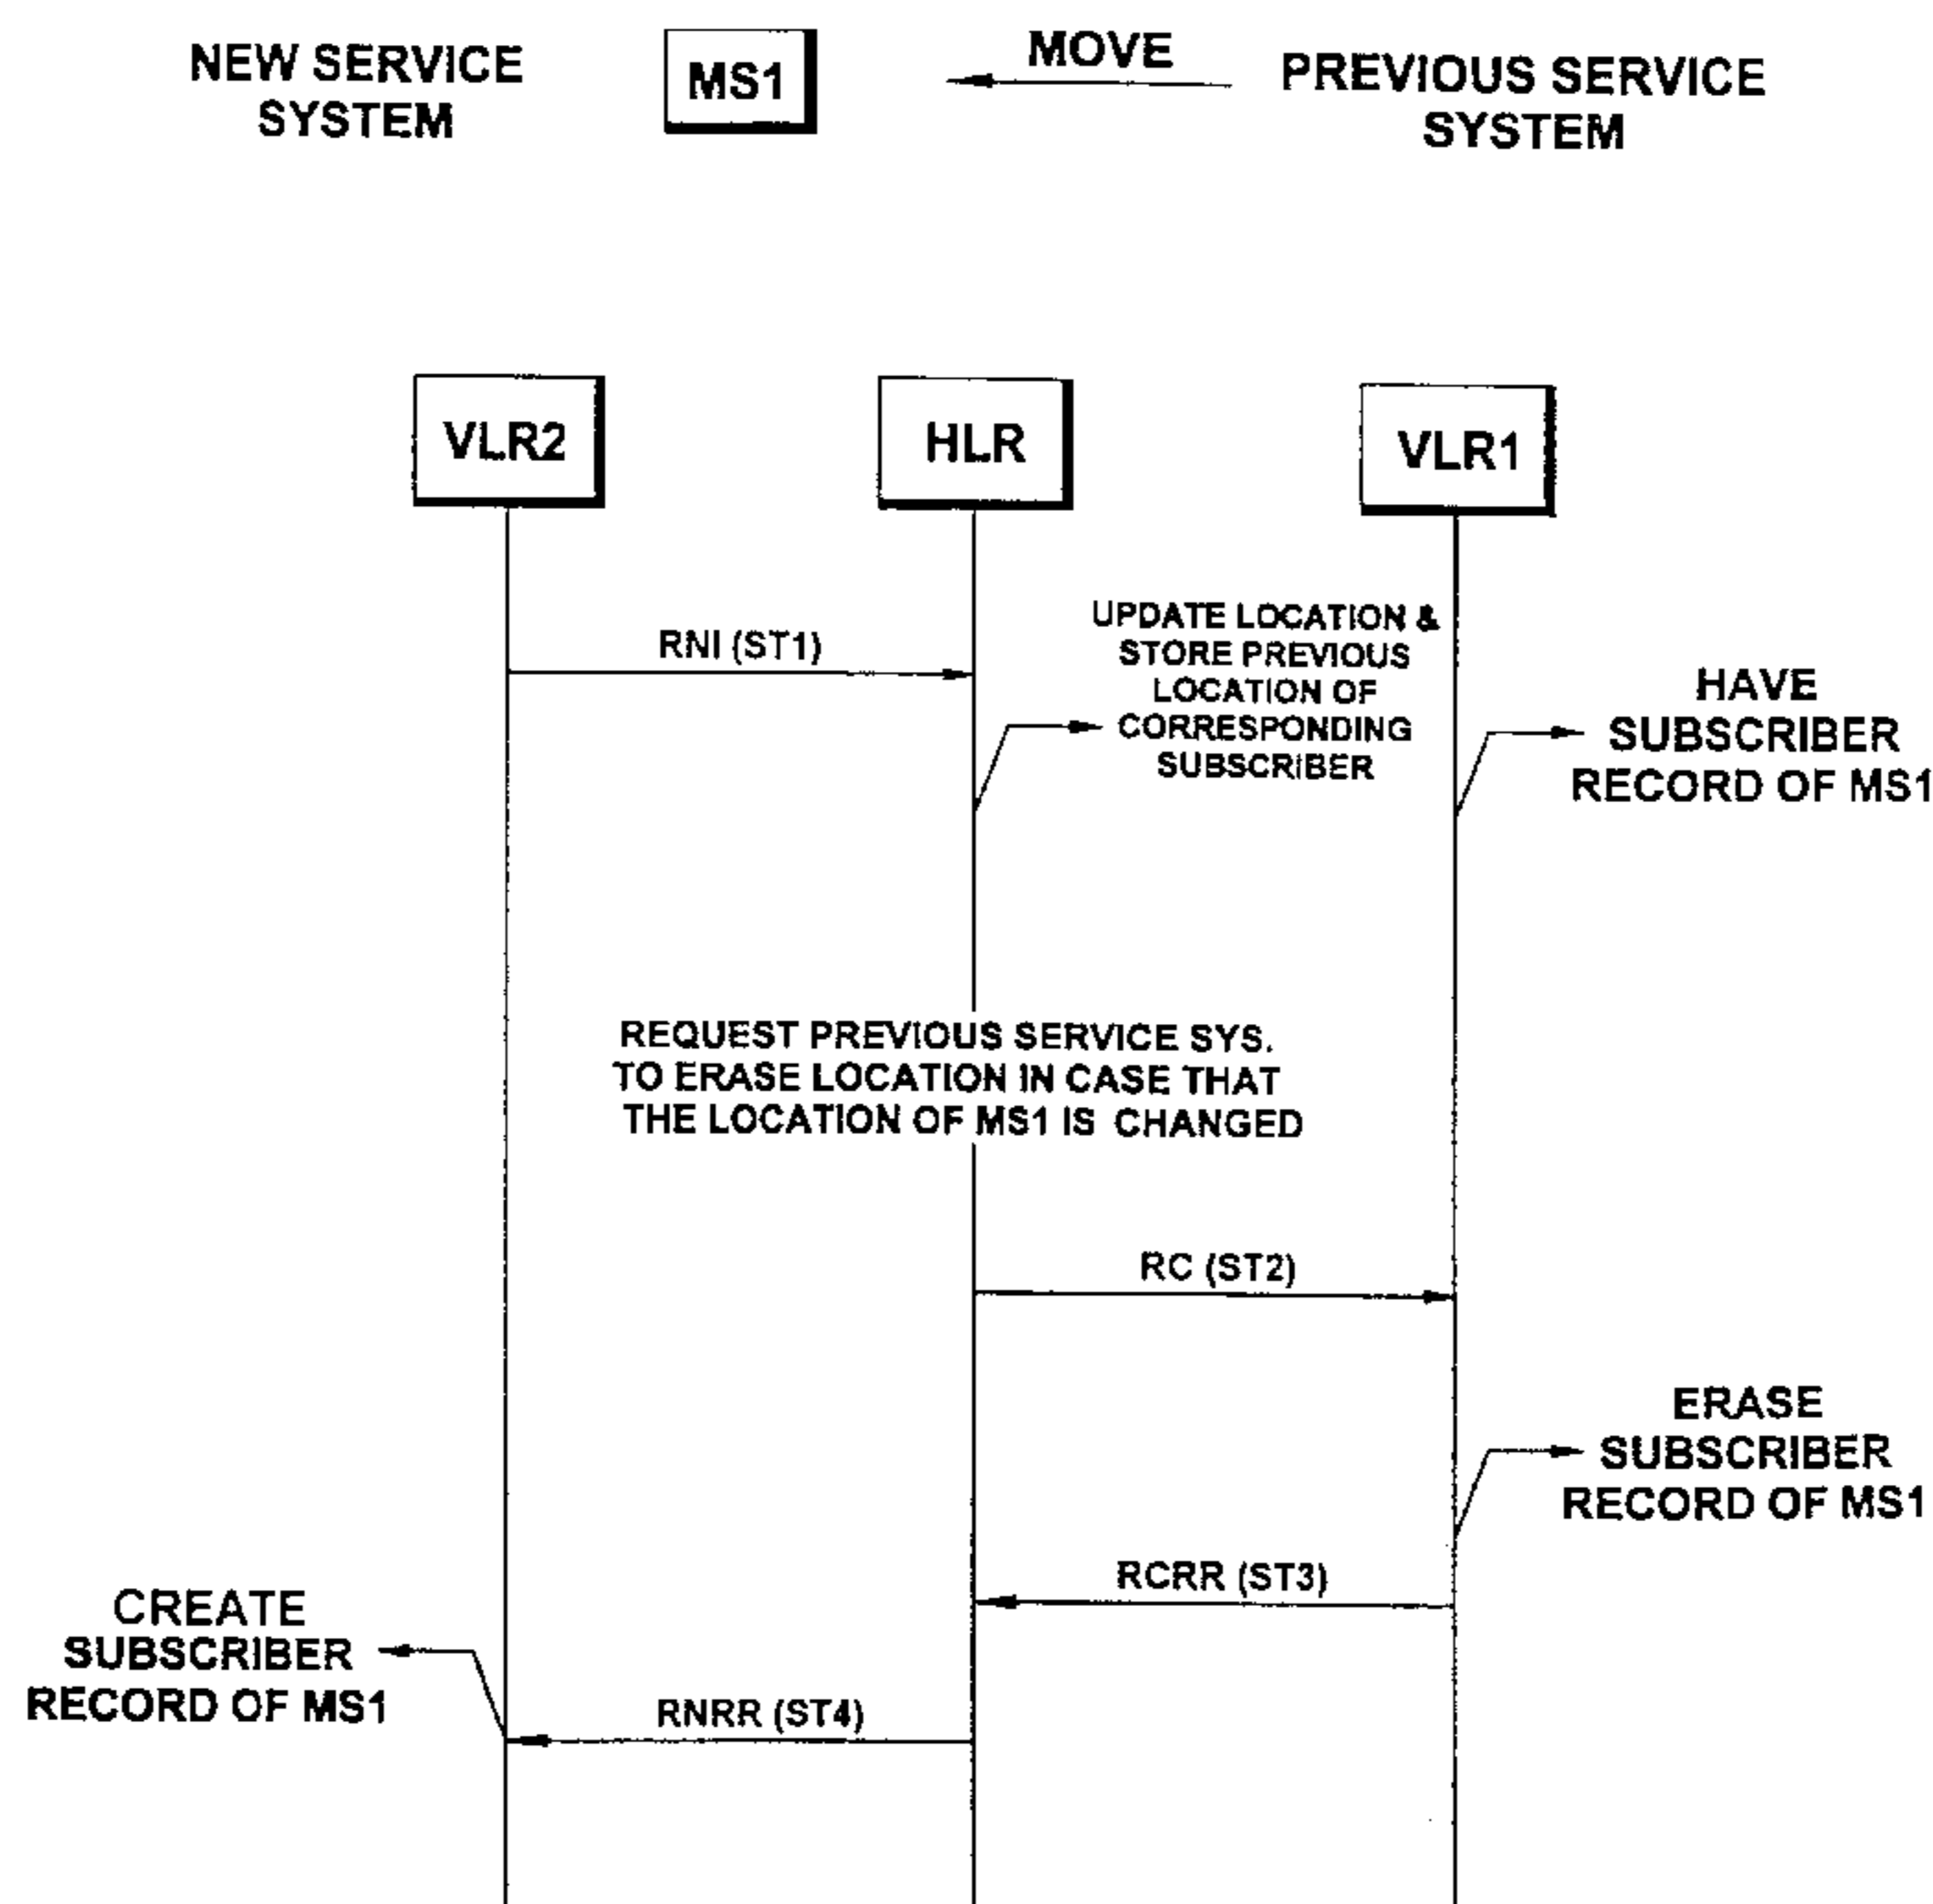 NEW SERVICE
SYSTEM
MS1
MOVE
PREVIOUS SERVICE
SYSTEM
VLR2
HLR
VLR1
RNI (ST1)
UPDATE LOCATION &
STORE PREVIOUS
LOCATION OF
CORRESPONDING
SUBSCRIBER
HAVE
SUBSCRIBER
RECORD OF MS1
REQUEST PREVIOUS SERVICE SYS.
TO ERASE LOCATION IN CASE THAT
THE LOCATION OF MS1 IS CHANGED
RC (ST2)
ERASE
SUBSCRIBER
RECORD OF MS1
RCRR (ST3)
CREATE
SUBSCRIBER
RECORD OF MS1
RNRR (ST4)